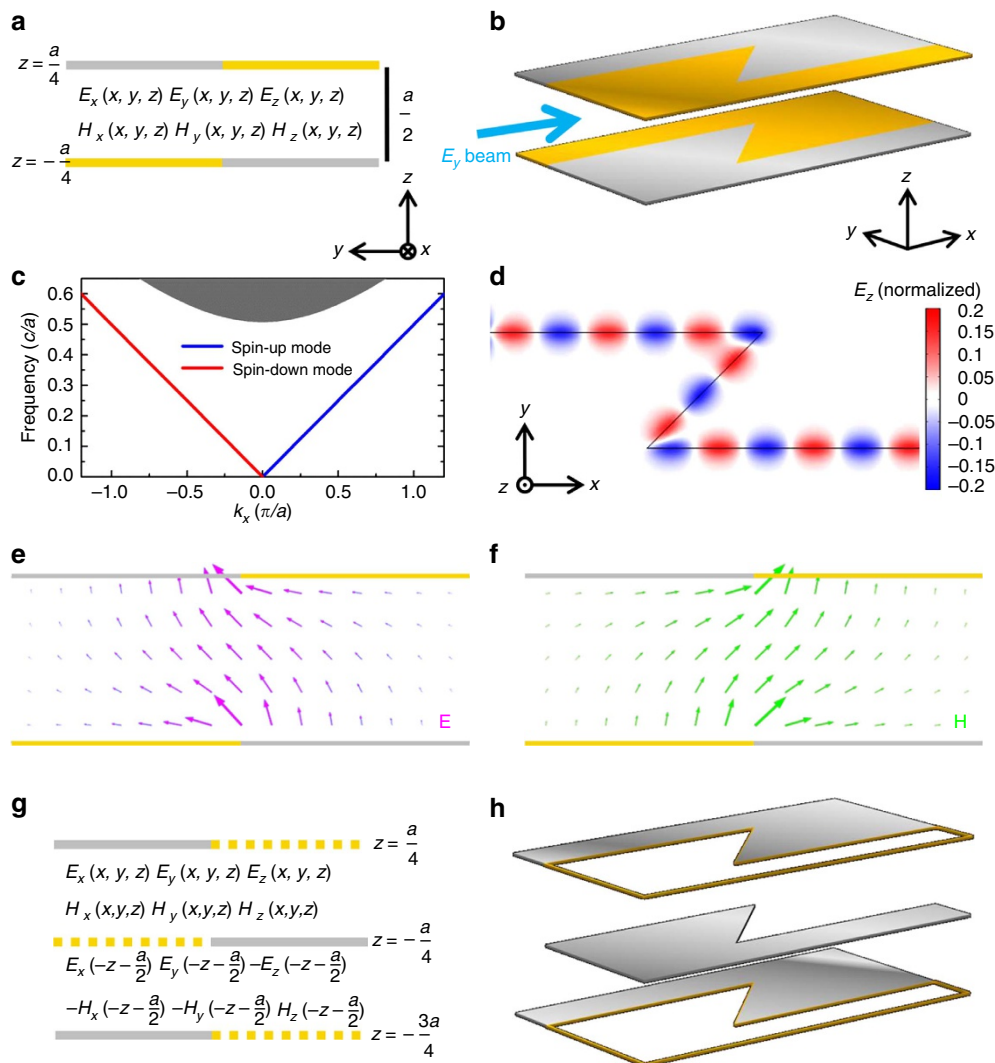 a
z = a/4
E_x (x, y, z) E_y (x, y, z) E_z (x, y, z)
H_x (x, y, z) H_y (x, y, z) H_z (x, y, z)
z = −a/4
a/2
z
y
x
b
E_y beam
z
y
x
c
0.6
0.5
0.4
0.3
0.2
0.1
0.0
Frequency (c/a)
Spin-up mode
Spin-down mode
−1.0 −0.5 0.0 0.5 1.0
k_x (π/a)
d
E_z (normalized)
0.2
0.15
0.10
0.05
0
−0.05
−0.1
−0.15
−0.2
y
z
x
e
E
f
H
g
z = a/4
E_x (x, y, z) E_y (x, y, z) E_z (x, y, z)
H_x (x,y,z) H_y (x,y,z) H_z (x,y,z)
z = −a/4
E_x (−z − a/2) E_y (−z − a/2) −E_z (−z − a/2)
−H_x (−z − a/2) −H_y (−z − a/2) H_z (−z − a/2)
z = −3a/4
h